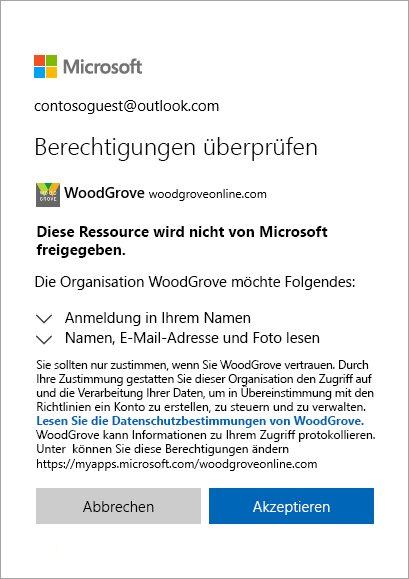 Microsoft
contosoguest@outlook.com
Berechtigungen überprüfen
WOOD
GROVE
WoodGrove woodgroveonline.com
Diese Ressource wird nicht von Microsoft
freigegeben.
Die Organisation WoodGrove möchte Folgendes:
Anmeldung in Ihrem Namen
Namen, E-Mail-Adresse und Foto lesen
Sie sollten nur zustimmen, wenn Sie WoodGrove vertrauen. Durch
Ihre Zustimmung gestatten Sie dieser Organisation den Zugriff auf
und die Verarbeitung Ihrer Daten, um in Übereinstimmung mit den
Richtlinien ein Konto zu erstellen, zu steuern und zu verwalten.
Lesen Sie die Datenschutzbestimmungen von WoodGrove.
WoodGrove kann Informationen zu Ihrem Zugriff protokollieren.
Unter können Sie diese Berechtigungen ändern
https://myapps.microsoft.com/woodgroveonline.com
Abbrechen
Akzeptieren